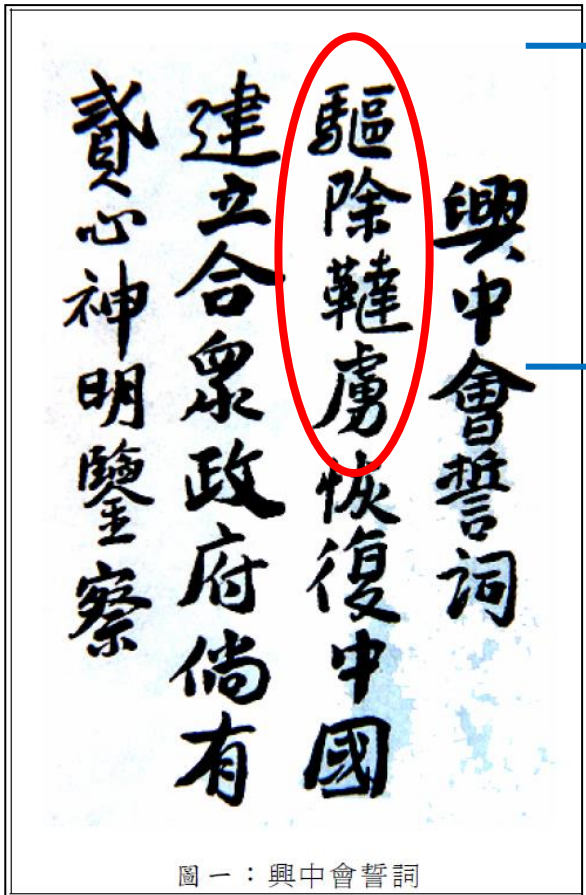 興中會誓詞
驅除韃虜恢復中國
建立合眾政府倘有
貳心神明鑒察
圖一：興中會誓詞